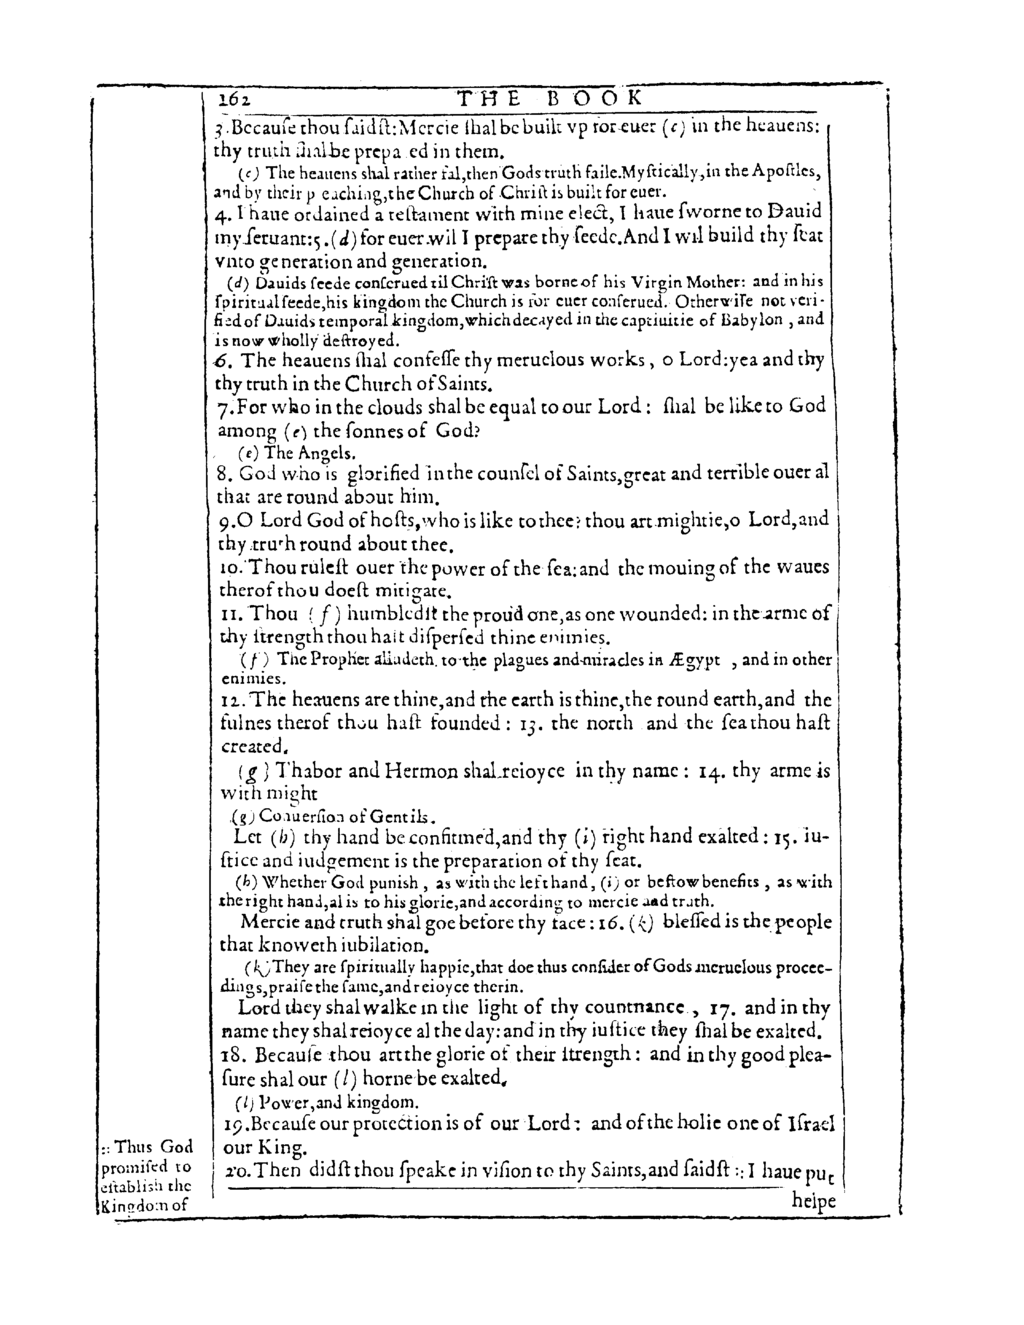 162 THE BOOK
3. Becauſe thou ſaidſt: Mercie ſhal be built vp for euer (c) in the heauens:
thy truth ſhal be prepa ed in them.
(c) The heauens shal rather fal, then Gods truth faile. Myſtically, in the Apoſtles,
and by their p eaching, the Church of Chriſt is built for euer.
4. I haue ordained a teſtament with mine elect, I haue ſworne to Dauid
my ſeruant: 5. (d) for euer wil I prepare thy ſeede. And I wil build thy ſeat
vnto generation and generation.
(d) Dauids ſeede conſerued til Chriſt was borne of his Virgin Mother: and in his
ſpiritual ſeede, his kingdom the Church is for euer conſerued. Otherwiſe not veri-
fied of Dauids temporal kingdom, which decayed in the captiuitie of Babylon, and
is now wholly deſtroyed.
6. The heauens ſhal confeſſe thy meruelous works, o Lord: yea and thy
thy truth in the Church of Saints.
7. For who in the clouds shal be equal to our Lord: ſhal be like to God
among (e) the ſonnes of God?
(e) The Angels.
8. God who is glorified in the counſel of Saints, great and terrible ouer al
that are round about him.
9. O Lord God of hoſts, who is like to thee? thou art mightie, o Lord, and
thy truth round about thee.
10. Thou ruleſt ouer the power of the ſea: and the mouing of the waues
therof thou doeſt mitigate.
11. Thou (f) humbledſt the proud one, as one wounded: in the arme of
thy ſtrength thou haſt diſperſed thine enimies.
(f) The Prophet alludeth to the plagues and miracles in Ægypt, and in other
enimies.
12. The heauens are thine, and the earth is thine, the round earth, and the
fulnes therof thou haſt founded: 13. the north and the ſea thou haſt
created.
(g) Thabor and Hermon shal reioyce in thy name: 14. thy arme is
with might
(g) Conuerſion of Gentils.
Let (h) thy hand be confitmed, and thy (i) right hand exalted: 15. iu-
ſtice and iudgement is the preparation of thy ſeat.
(h) Whether God punish, as with the left hand, (i) or beſtow benefits, as with
the right hand, al is to his glorie, and according to mercie and truth.
Mercie and truth shal goe before thy face: 16. (k) bleſſed is the people
that knoweth iubilation.
(k) They are ſpiritually happie, that doe thus conſider of Gods meruelous procee-
dings, praiſe the ſame, and reioyce therin.
Lord they shal walke in the light of thy countnance, 17. and in thy
name they shal reioyce al the day: and in thy iuſtice they ſhal be exalted.
18. Becauſe thou art the glorie of their ſtrength: and in thy good plea-
ſure shal our (l) horne be exalted.
(l) Power, and kingdom.
19. Becauſe our protection is of our Lord: and of the holie one of Iſrael
our King.
20. Then didſt thou ſpeake in viſion to thy Saints, and ſaidſt :: I haue put
helpe
:: Thus God
promiſed to
eſtablish the
Kingdom of